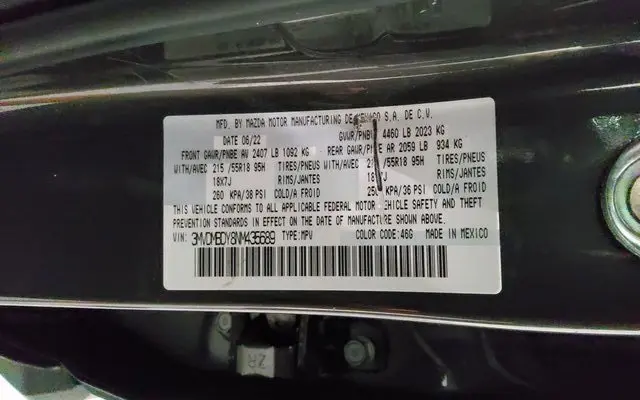 MFD. BY MAZDA MOTOR MANUFACTURING DE MEXICO S.A. DE C.V.
DATE 06/22 GVWR/PNBV 4460 LB 2023 KG
FRONT GAWR/PNBE AV 2407 LB 1092 KG REAR GAWR/PNBE AR 2059 LB 934 KG
WITH/AVEC 215 /55R18 95H TIRES/PNEUS WITH/AVEC /55R18 95H TIRES/PNEUS
18X7J RIMS/JANTES RIMS/JANTES
260 KPA/38 PSI COLD/A FROID KPA/36 PSI COLD/A FROID
THIS VEHICLE CONFORMS TO ALL APPLICABLE FEDERAL MOTOR VEHICLE SAFETY AND THEFT
PREVENTION STANDARDS IN EFFECT ON THE DATE OF MANUFACTURE SHOWN ABOVE.
VIN: 3MVDMBDY8NM435689 TYPE:MPV COLOR CODE:46G MADE IN MEXICO